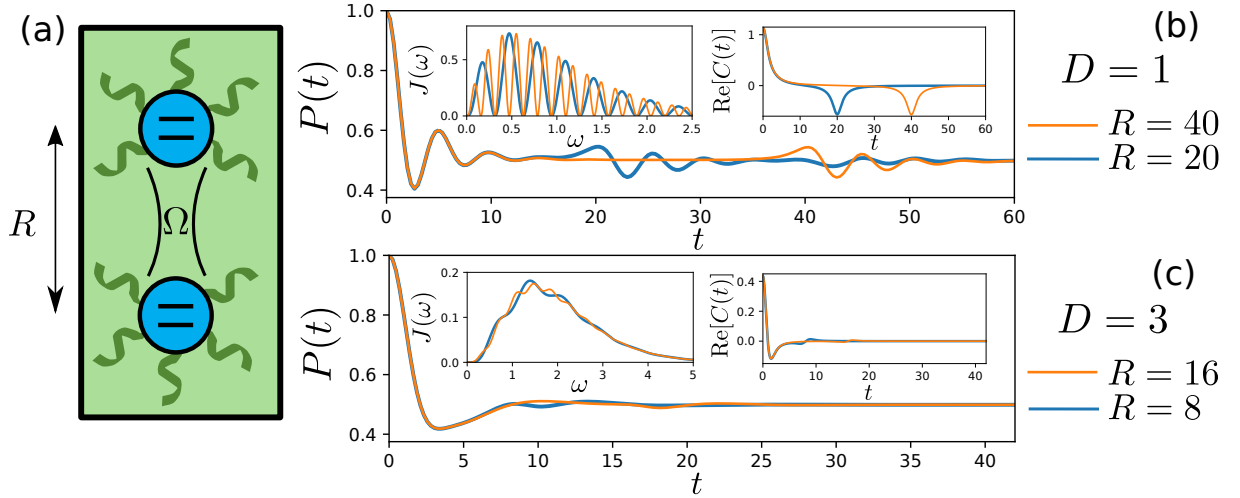 (a)
R
Ω
(b)
P(t)
1.0
0.8
0.6
0.4
0 10 20 30 40 50 60
t
J(ω)
0.5
0.0
0.0 0.5 1.0 1.5 2.0 2.5
ω
Re[C(t)]
1
0
0 10 20 30 40 50 60
t
D = 1
R = 40
R = 20
(c)
P(t)
1.0
0.8
0.6
0.4
0 5 10 15 20 25 30 35 40
t
J(ω)
0.2
0.1
0.0
0 1 2 3 4 5
ω
Re[C(t)]
0.4
0.2
0.0
0 10 20 30 40
t
D = 3
R = 16
R = 8